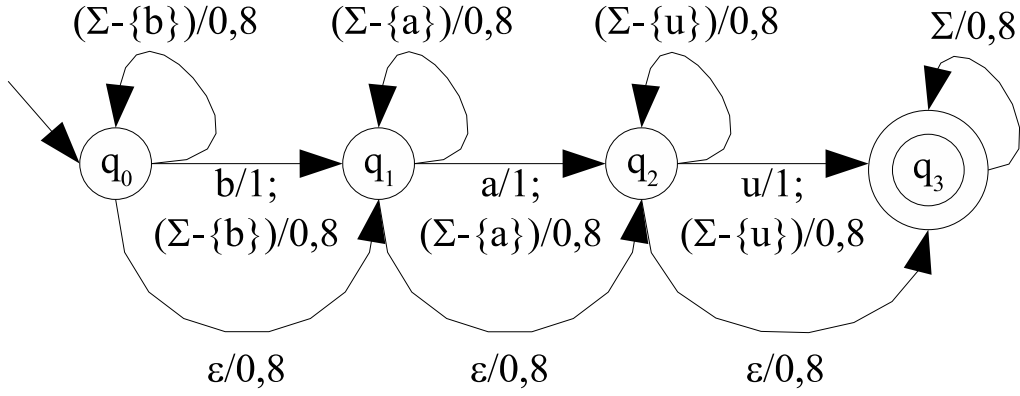 (Σ-{b})/0,8 (Σ-{a})/0,8 (Σ-{u})/0,8 Σ/0,8
q₀ q₁ q₂ q₃
b/1; a/1; u/1;
(Σ-{b})/0,8 (Σ-{a})/0,8 (Σ-{u})/0,8
ε/0,8 ε/0,8 ε/0,8